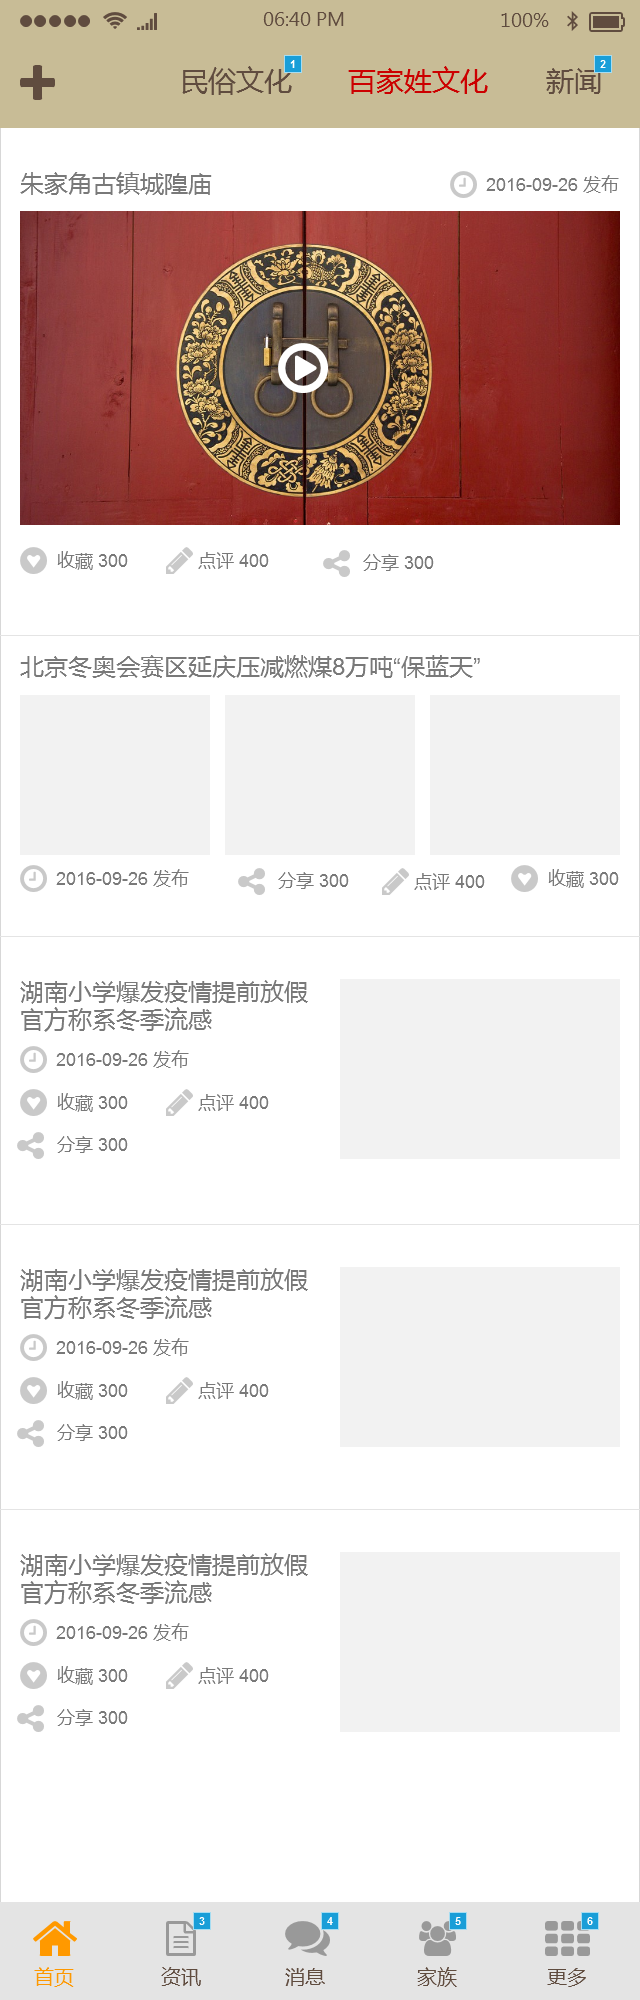 06:40 PM
100%
民俗文化 1
百家姓文化
新闻 2
朱家角古镇城隍庙
2016-09-26 发布
收藏 300
点评 400
分享 300
北京冬奥会赛区延庆压减燃煤8万吨“保蓝天”
2016-09-26 发布
分享 300
点评 400
收藏 300
湖南小学爆发疫情提前放假
官方称系冬季流感
2016-09-26 发布
收藏 300
点评 400
分享 300
湖南小学爆发疫情提前放假
官方称系冬季流感
2016-09-26 发布
收藏 300
点评 400
分享 300
湖南小学爆发疫情提前放假
官方称系冬季流感
2016-09-26 发布
收藏 300
点评 400
分享 300
首页
3
资讯
4
消息
5
家族
6
更多